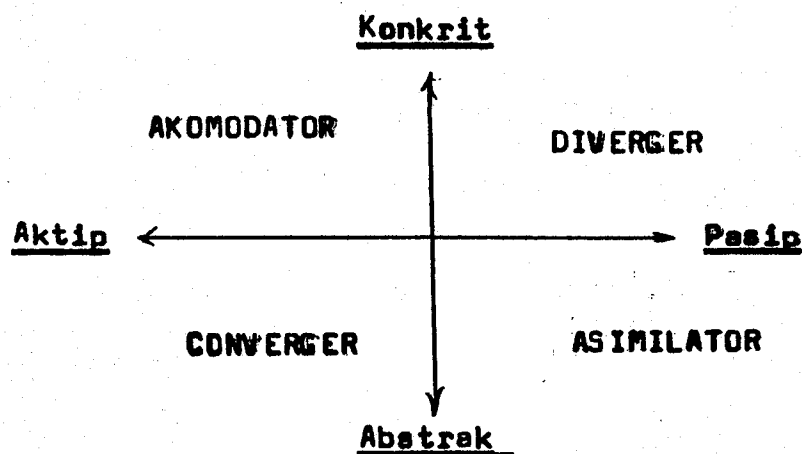 Konkrit
AKOMODATOR
DIVERGER
Aktip
Pasip
CONVERGER
ASIMILATOR
Abstrak